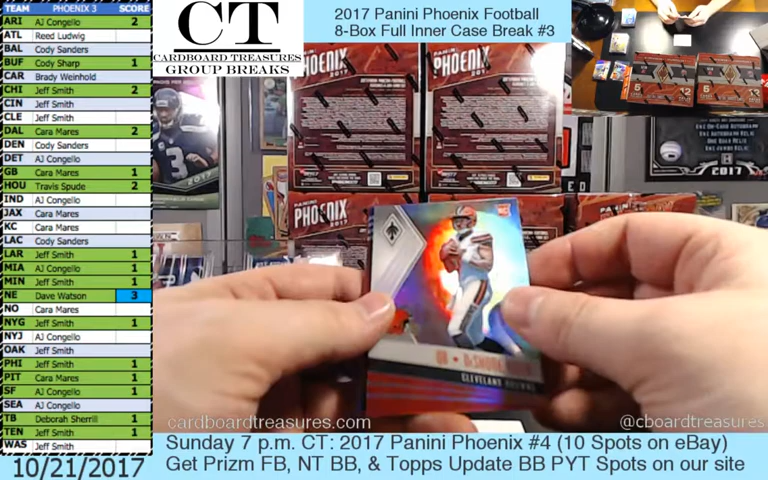 TEAM PHOENIX 3 SCORE
ARI AJ Congello 2
ATL Reed Ludwig
BAL Cody Sanders
BUF Cody Sharp 1
CAR Brady Weinhold
CHI Jeff Smith 2
CIN Jeff Smith
CLE Jeff Smith
DAL Cara Mares 2
DEN Cody Sanders
DET AJ Congello
GB Cara Mares 1
HOU Travis Spude 2
IND AJ Congello
JAX Cara Mares
KC Cara Mares
LAC Cody Sanders
LAR Jeff Smith 1
MIA AJ Congello 1
MIN Jeff Smith 1
NE Dave Watson 3
NO Cara Mares
NYG Jeff Smith 1
NYJ AJ Congello
OAK Jeff Smith
PHI Jeff Smith 1
PIT Cara Mares 1
SF AJ Congello 1
SEA AJ Congello
TB Deborah Sherrill 1
TEN Jeff Smith 1
WAS Jeff Smith
10/21/2017
CT
CARDBOARD TREASURES
GROUP BREAKS
2017 Panini Phoenix Football
8-Box Full Inner Case Break #3
PHOENIX
2017
PANINI
PHOENIX
2017
PANINI
PHOENIX
PANINI
2017
RC
QB
CLEVELAND BROWNS
cardboardtreasures.com
@cboardtreasures
Sunday 7 p.m. CT: 2017 Panini Phoenix #4 (10 Spots on eBay)
Get Prizm FB, NT BB, & Topps Update BB PYT Spots on our site